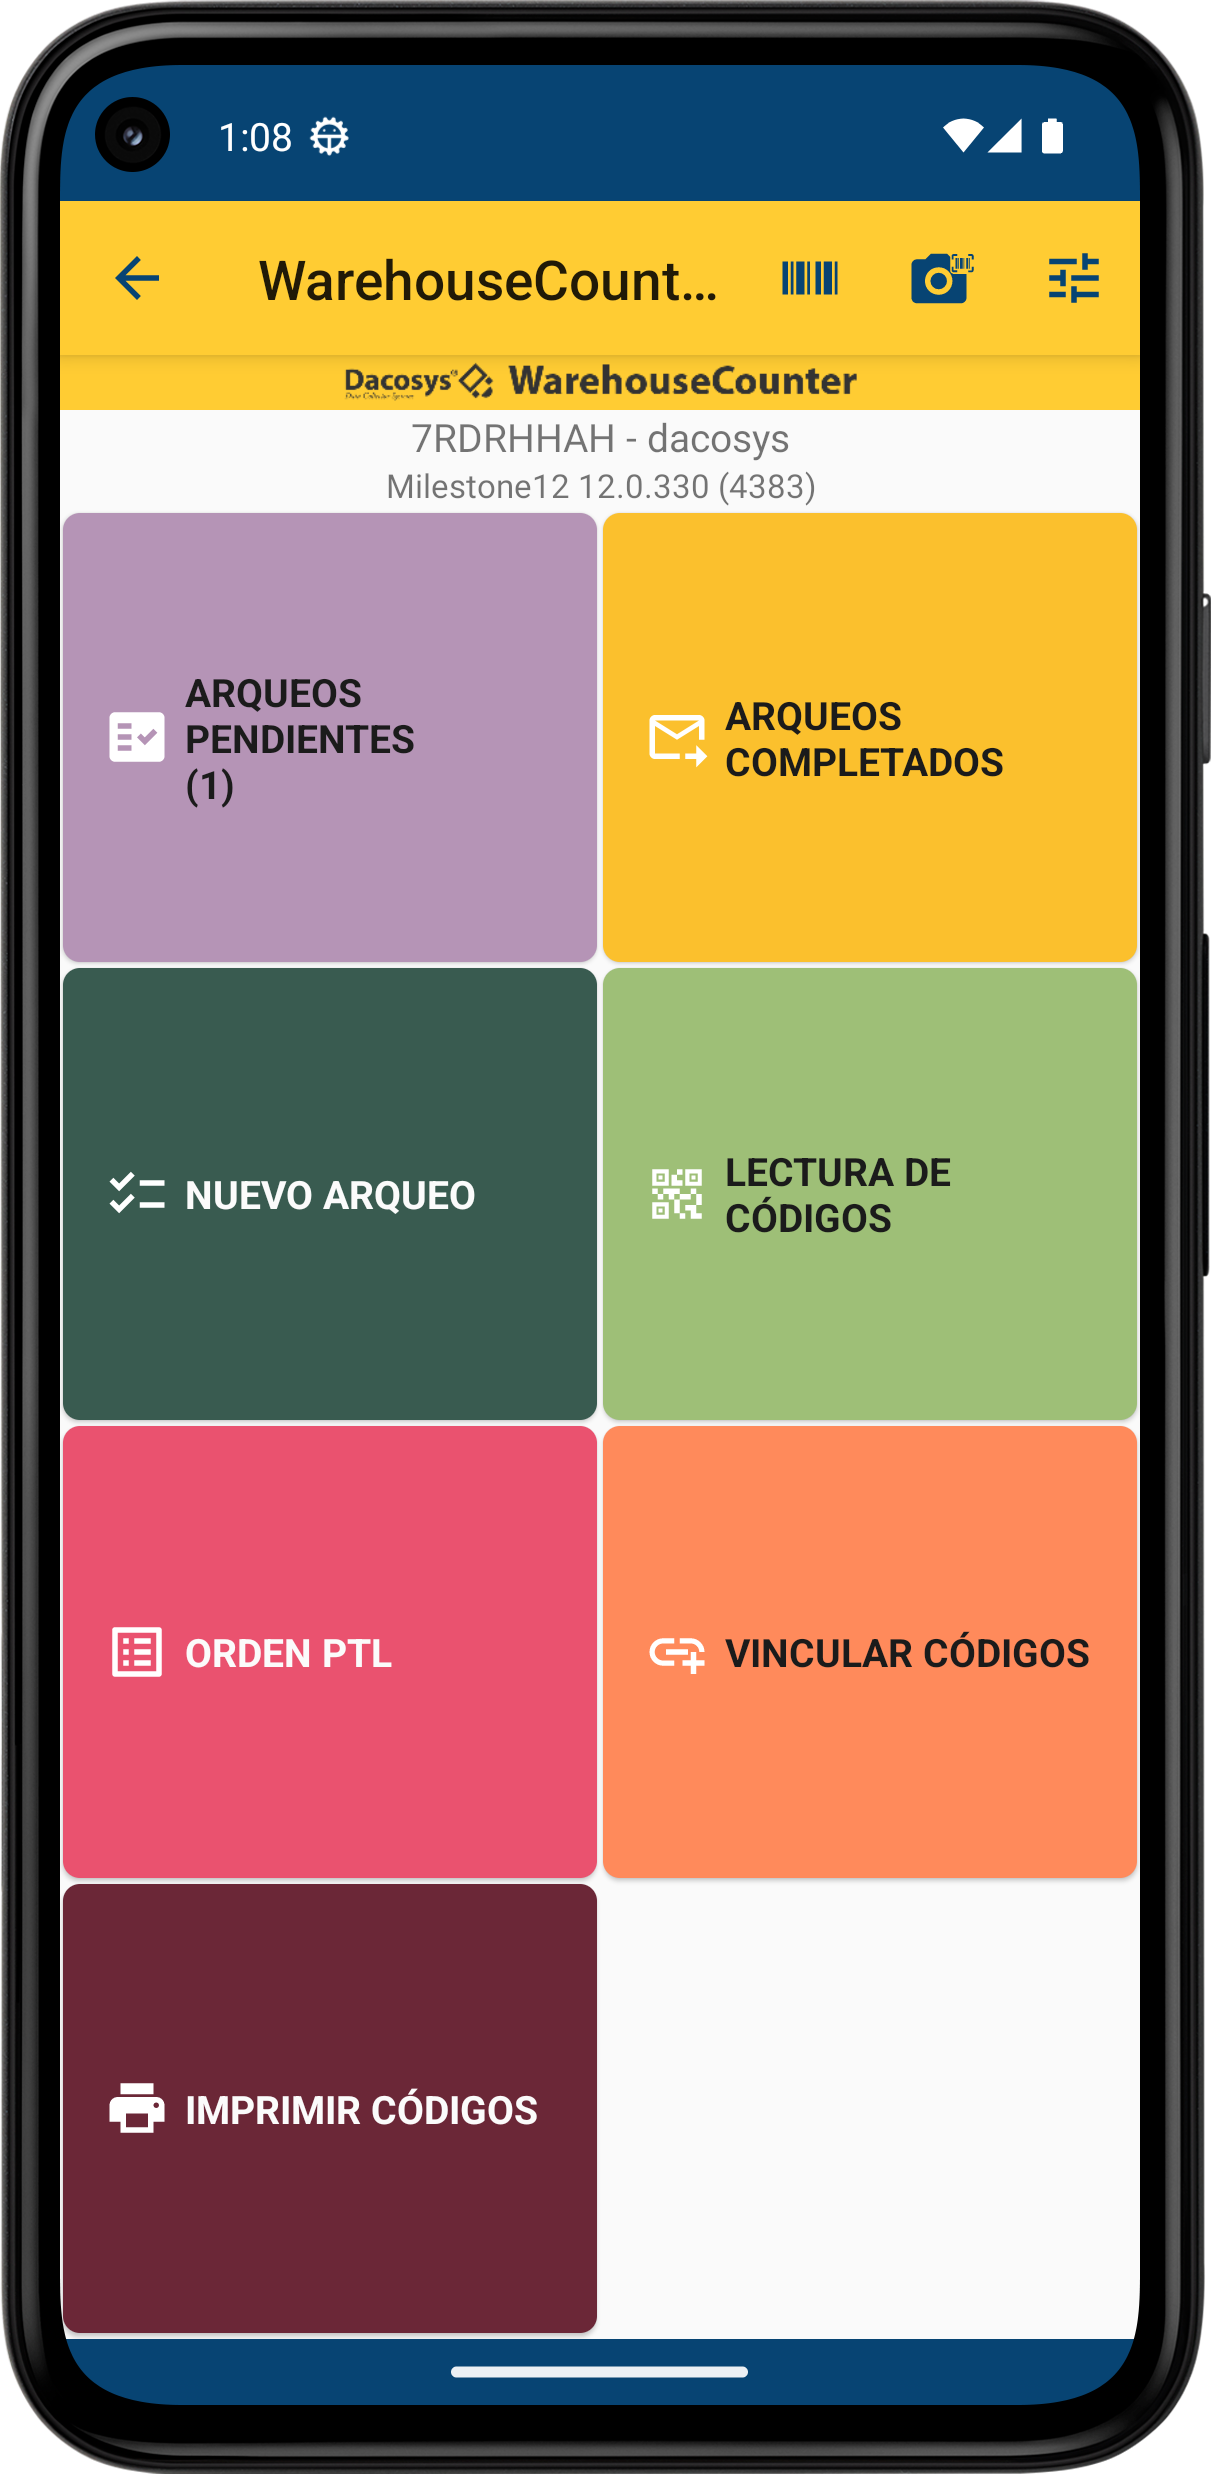 1:08
WarehouseCount...
Dacosys® WarehouseCounter
7RDRHHAH - dacosys
Milestone12 12.0.330 (4383)
ARQUEOS
PENDIENTES
(1)
ARQUEOS
COMPLETADOS
NUEVO ARQUEO
LECTURA DE
CÓDIGOS
ORDEN PTL
VINCULAR CÓDIGOS
IMPRIMIR CÓDIGOS